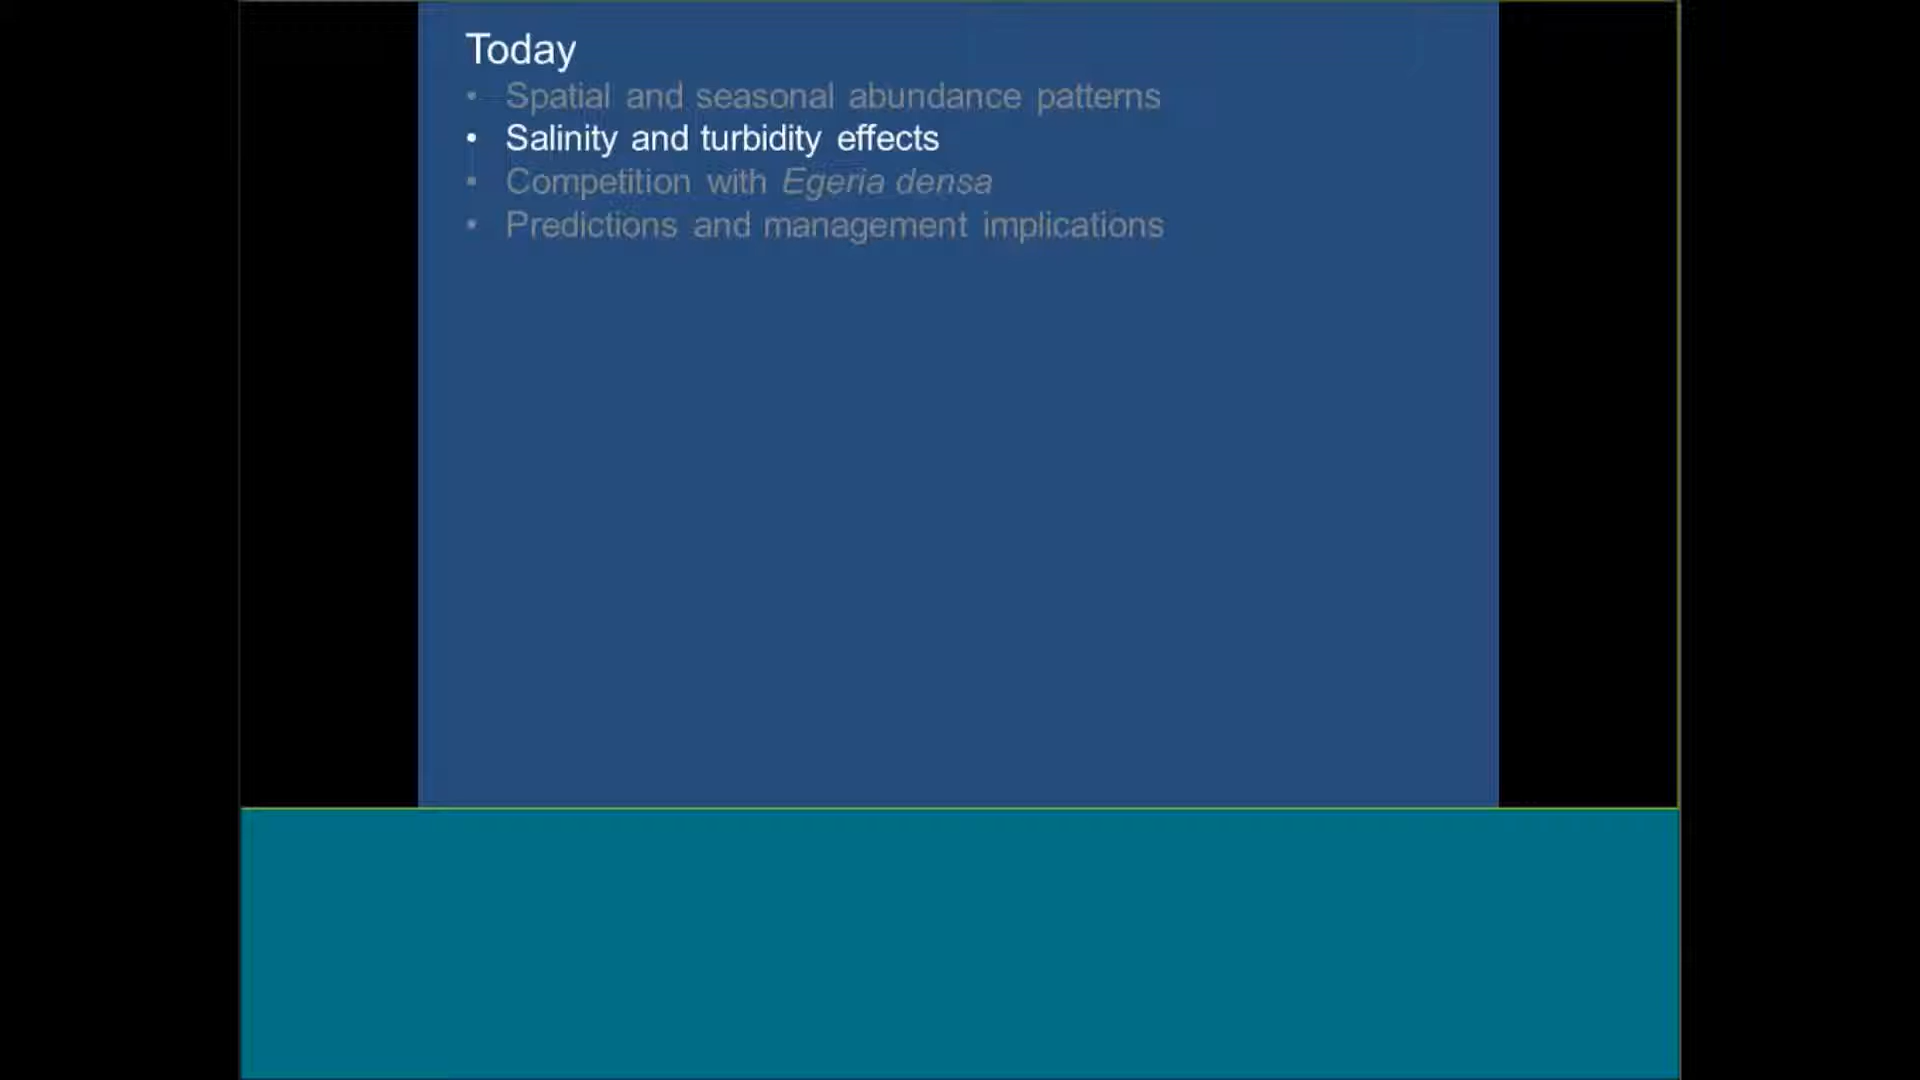 Today
• Spatial and seasonal abundance patterns
• Salinity and turbidity effects
• Competition with Egeria densa
• Predictions and management implications